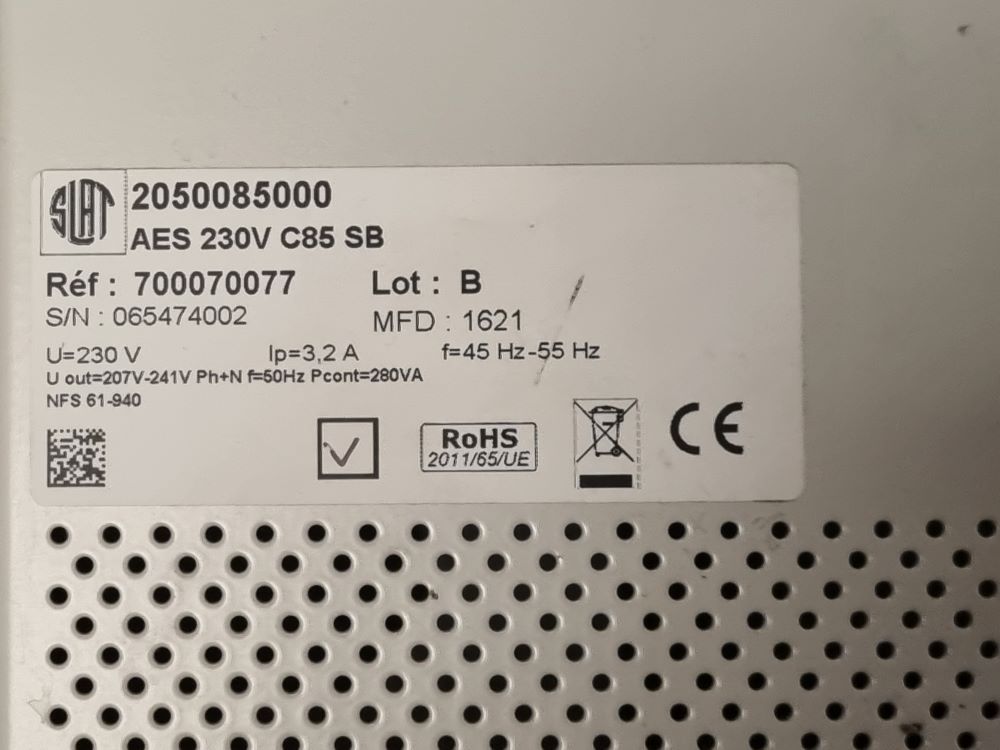 SLAT
2050085000
AES 230V C85 SB
Réf : 700070077 Lot : B
S/N : 065474002 MFD : 1621
U=230 V Ip=3,2 A f=45 Hz-55 Hz
U out=207V-241V Ph+N f=50Hz Pcont=280VA
NFS 61-940
RoHS
2011/65/UE
CE